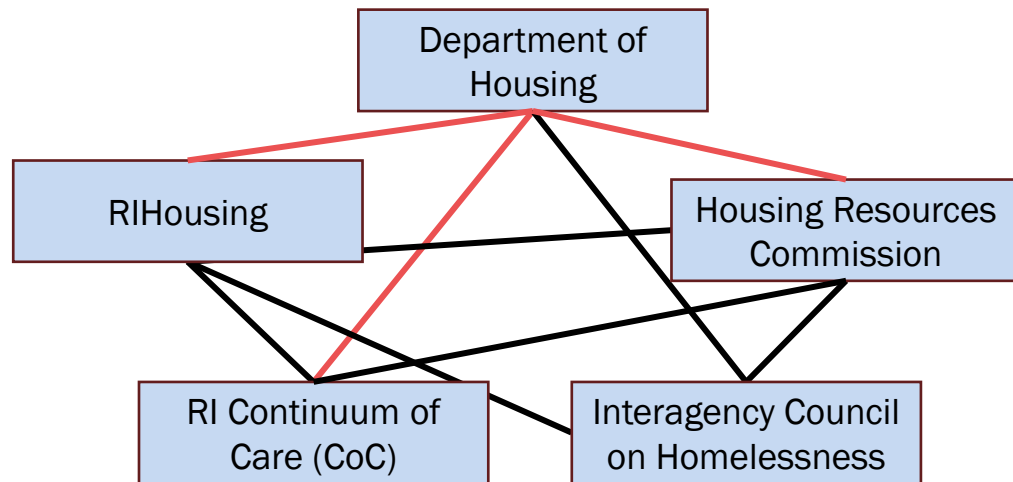 Department of
Housing
RIHousing
Housing Resources
Commission
RI Continuum of
Care (CoC)
Interagency Council
on Homelessness